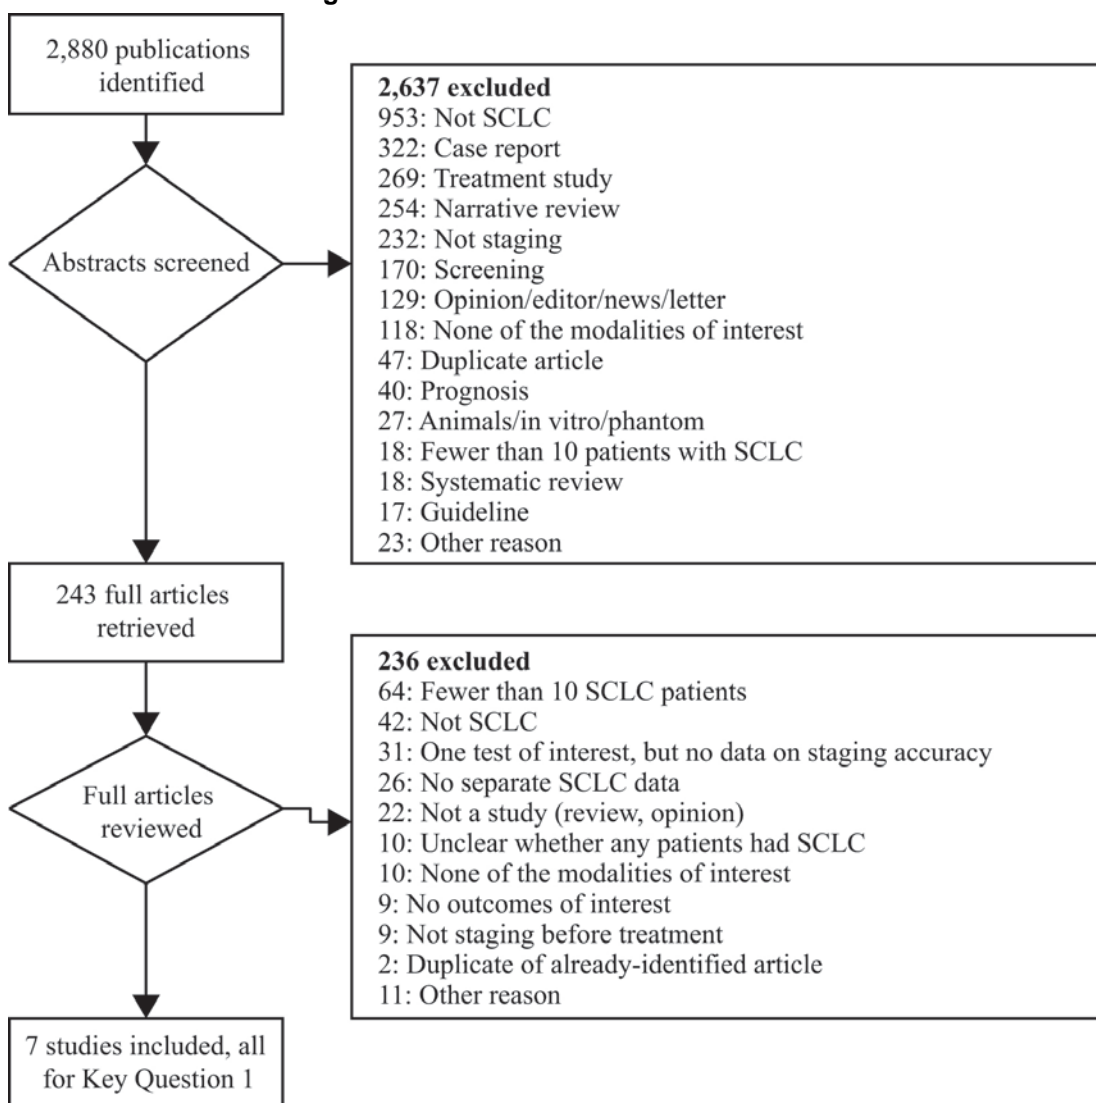 2,880 publications
identified
2,637 excluded
953: Not SCLC
322: Case report
269: Treatment study
254: Narrative review
232: Not staging
170: Screening
129: Opinion/editor/news/letter
118: None of the modalities of interest
47: Duplicate article
40: Prognosis
27: Animals/in vitro/phantom
18: Fewer than 10 patients with SCLC
18: Systematic review
17: Guideline
23: Other reason
Abstracts screened
243 full articles
retrieved
236 excluded
64: Fewer than 10 SCLC patients
42: Not SCLC
31: One test of interest, but no data on staging accuracy
26: No separate SCLC data
22: Not a study (review, opinion)
10: Unclear whether any patients had SCLC
10: None of the modalities of interest
9: No outcomes of interest
9: Not staging before treatment
2: Duplicate of already-identified article
11: Other reason
Full articles
reviewed
7 studies included, all
for Key Question 1